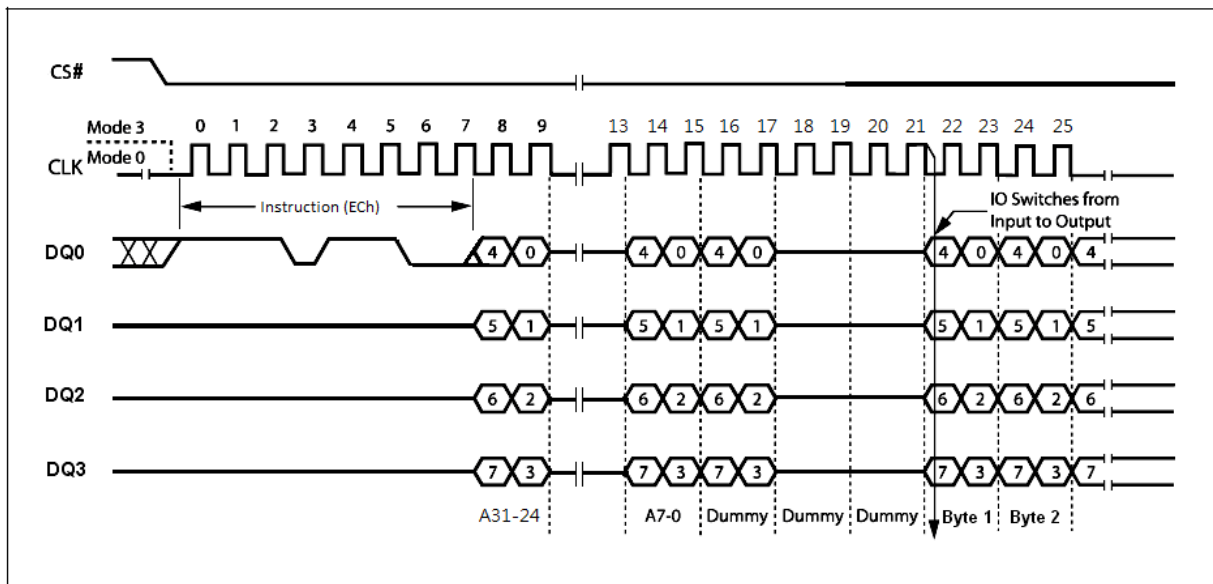 CS#
Mode 3
0 1 2 3 4 5 6 7 8 9 13 14 15 16 17 18 19 20 21 22 23 24 25
CLK
Mode 0
Instruction (ECh)
IO Switches from
Input to Output
DQ0
4 0 4 0 4 0 4 0 4 0 4
DQ1
5 1 5 1 5 1 5 1 5 1 5
DQ2
6 2 6 2 6 2 6 2 6 2 6
DQ3
7 3 7 3 7 3 7 3 7 3 7
A31-24 A7-0 Dummy Dummy Dummy Byte 1 Byte 2